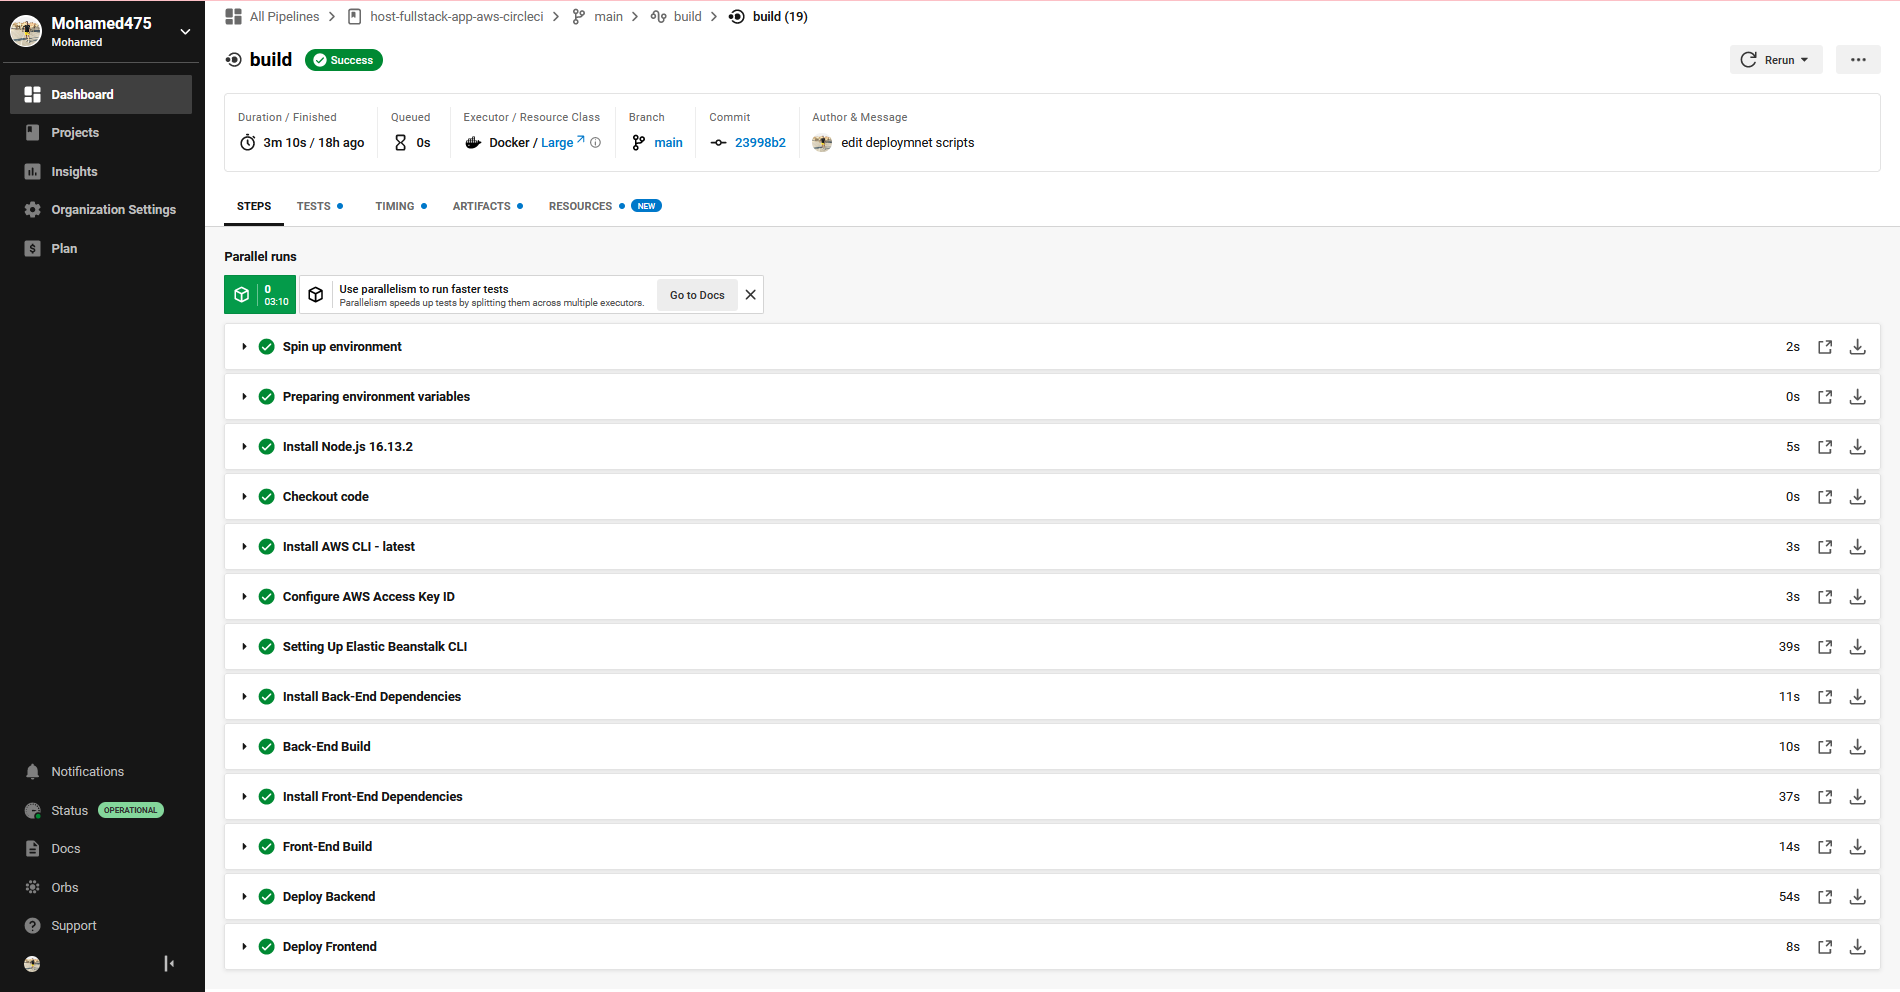 Mohamed475
Mohamed
Dashboard
Projects
Insights
Organization Settings
Plan
Notifications
Status OPERATIONAL
Docs
Orbs
Support
All Pipelines host-fullstack-app-aws-circleci main build build (19)
build Success Rerun
Duration / Finished Queued Executor / Resource Class Branch Commit Author & Message
3m 10s / 18h ago 0s Docker / Large main 23998b2 edit deploymnet scripts
STEPS TESTS TIMING ARTIFACTS RESOURCES NEW
Parallel runs
0
03:10
Use parallelism to run faster tests
Parallelism speeds up tests by splitting them across multiple executors.
Go to Docs
Spin up environment 2s
Preparing environment variables 0s
Install Node.js 16.13.2 5s
Checkout code 0s
Install AWS CLI - latest 3s
Configure AWS Access Key ID 3s
Setting Up Elastic Beanstalk CLI 39s
Install Back-End Dependencies 11s
Back-End Build 10s
Install Front-End Dependencies 37s
Front-End Build 14s
Deploy Backend 54s
Deploy Frontend 8s